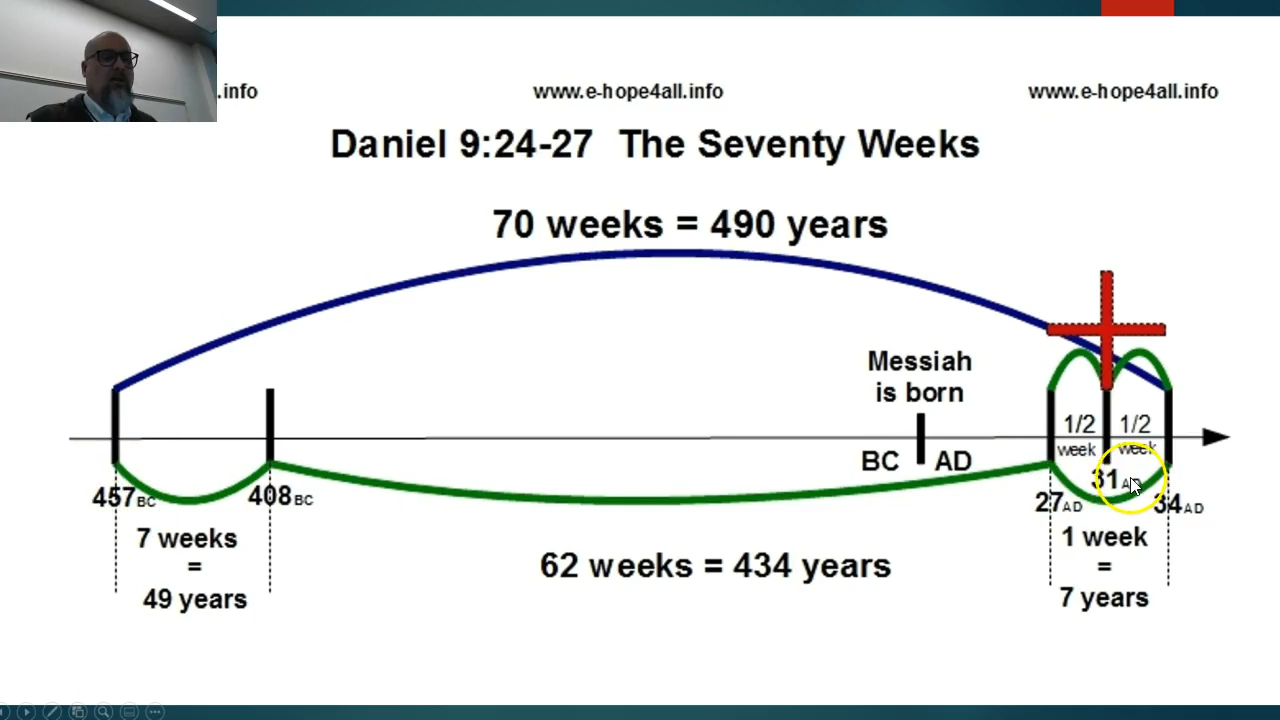 .info
www.e-hope4all.info
www.e-hope4all.info
Daniel 9:24-27 The Seventy Weeks
70 weeks = 490 years
Messiah
is born
1/2
week
1/2
week
BC
AD
457BC
408BC
27AD
31AD
34AD
7 weeks
=
49 years
62 weeks = 434 years
1 week
=
7 years